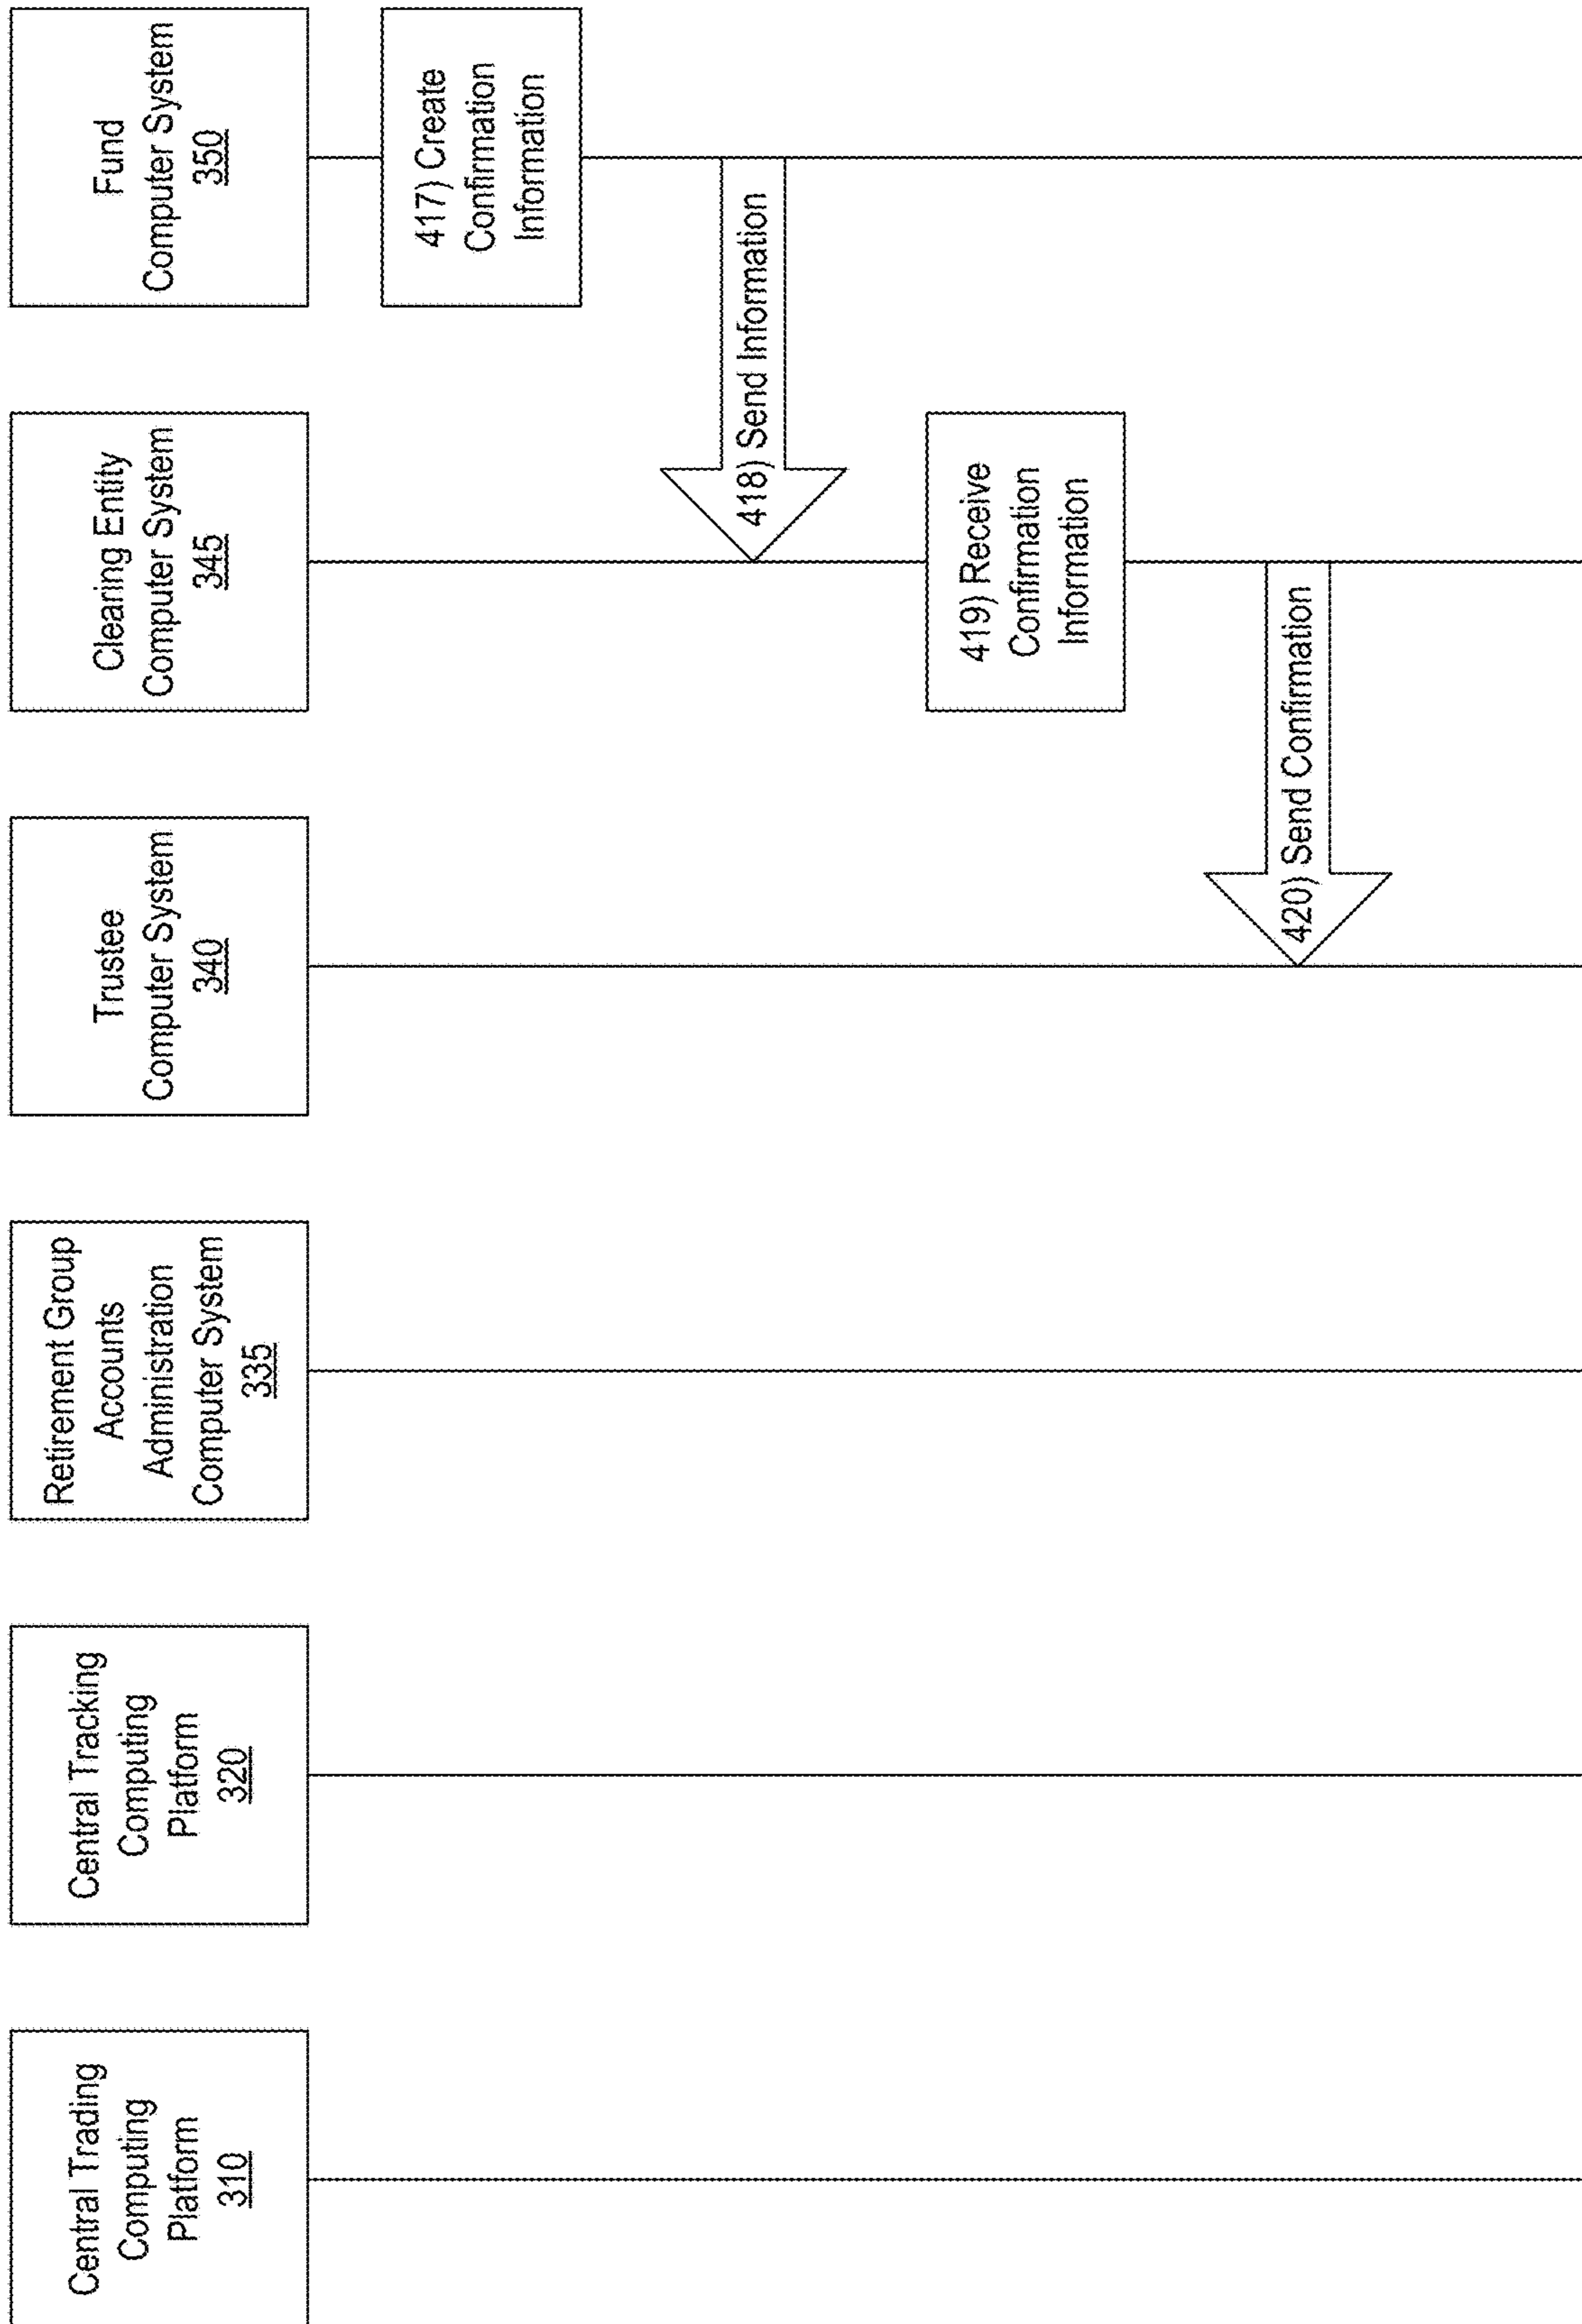 Central Trading
Computing
Platform
310
Central Tracking
Computing
Platform
320
Retirement Group
Accounts
Administration
Computer System
335
Trustee
Computer System
340
Clearing Entity
Computer System
345
Fund
Computer System
350
417) Create
Confirmation
Information
418) Send Information
419) Receive
Confirmation
Information
420) Send Confirmation